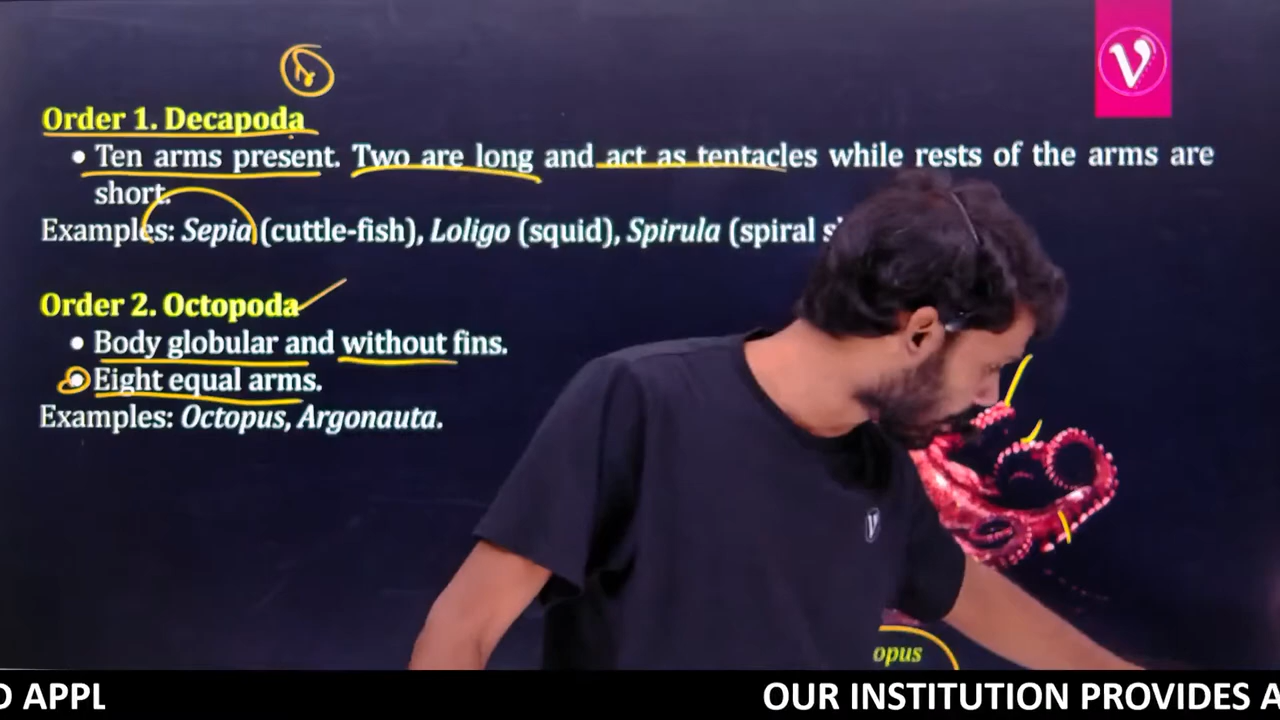 Order 1. Decapoda
• Ten arms present. Two are long and act as tentacles while rests of the arms are
short.
Examples: Sepia (cuttle-fish), Loligo (squid), Spirula (spiral s
Order 2. Octopoda
• Body globular and without fins.
• Eight equal arms.
Examples: Octopus, Argonauta.
opus
D APPL
OUR INSTITUTION PROVIDES A